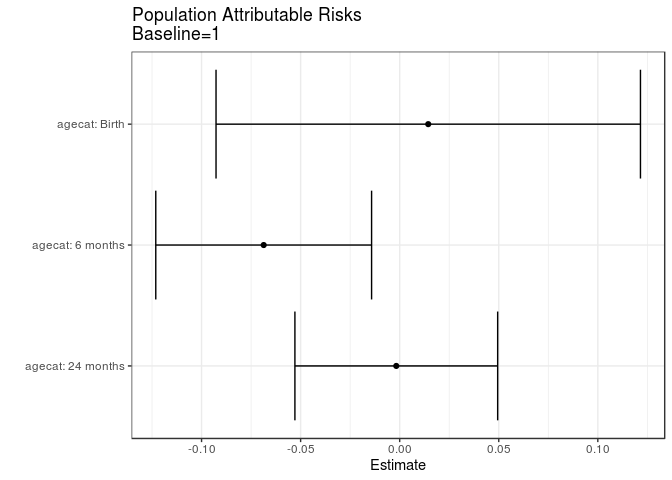 Population Attributable Risks
Baseline=1
agecat: Birth
agecat: 6 months
agecat: 24 months
-0.10
-0.05
0.00
0.05
0.10
Estimate